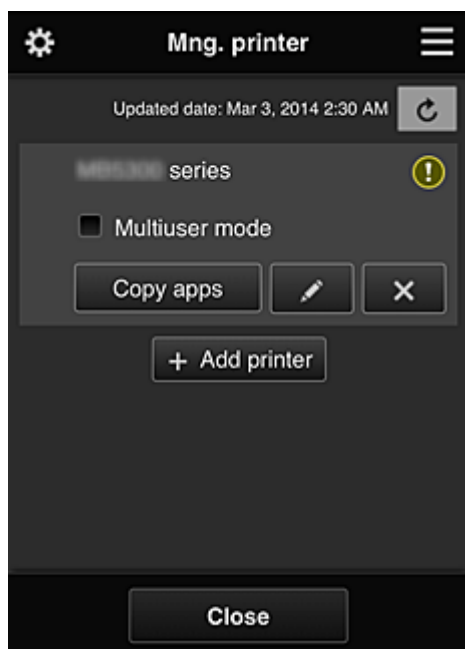 Mng. printer
Updated date: Mar 3, 2014 2:30 AM
series
Multiuser mode
Copy apps
+ Add printer
Close